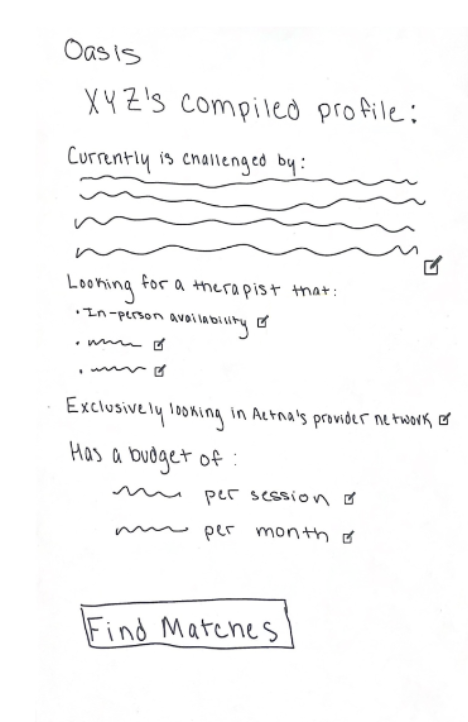 Oasis
XYZ's compiled profile:
Currently is challenged by:
Looking for a therapist that:
• In-person availability
Exclusively looking in Aetna's provider network
Has a budget of:
per session
per month
Find Matches